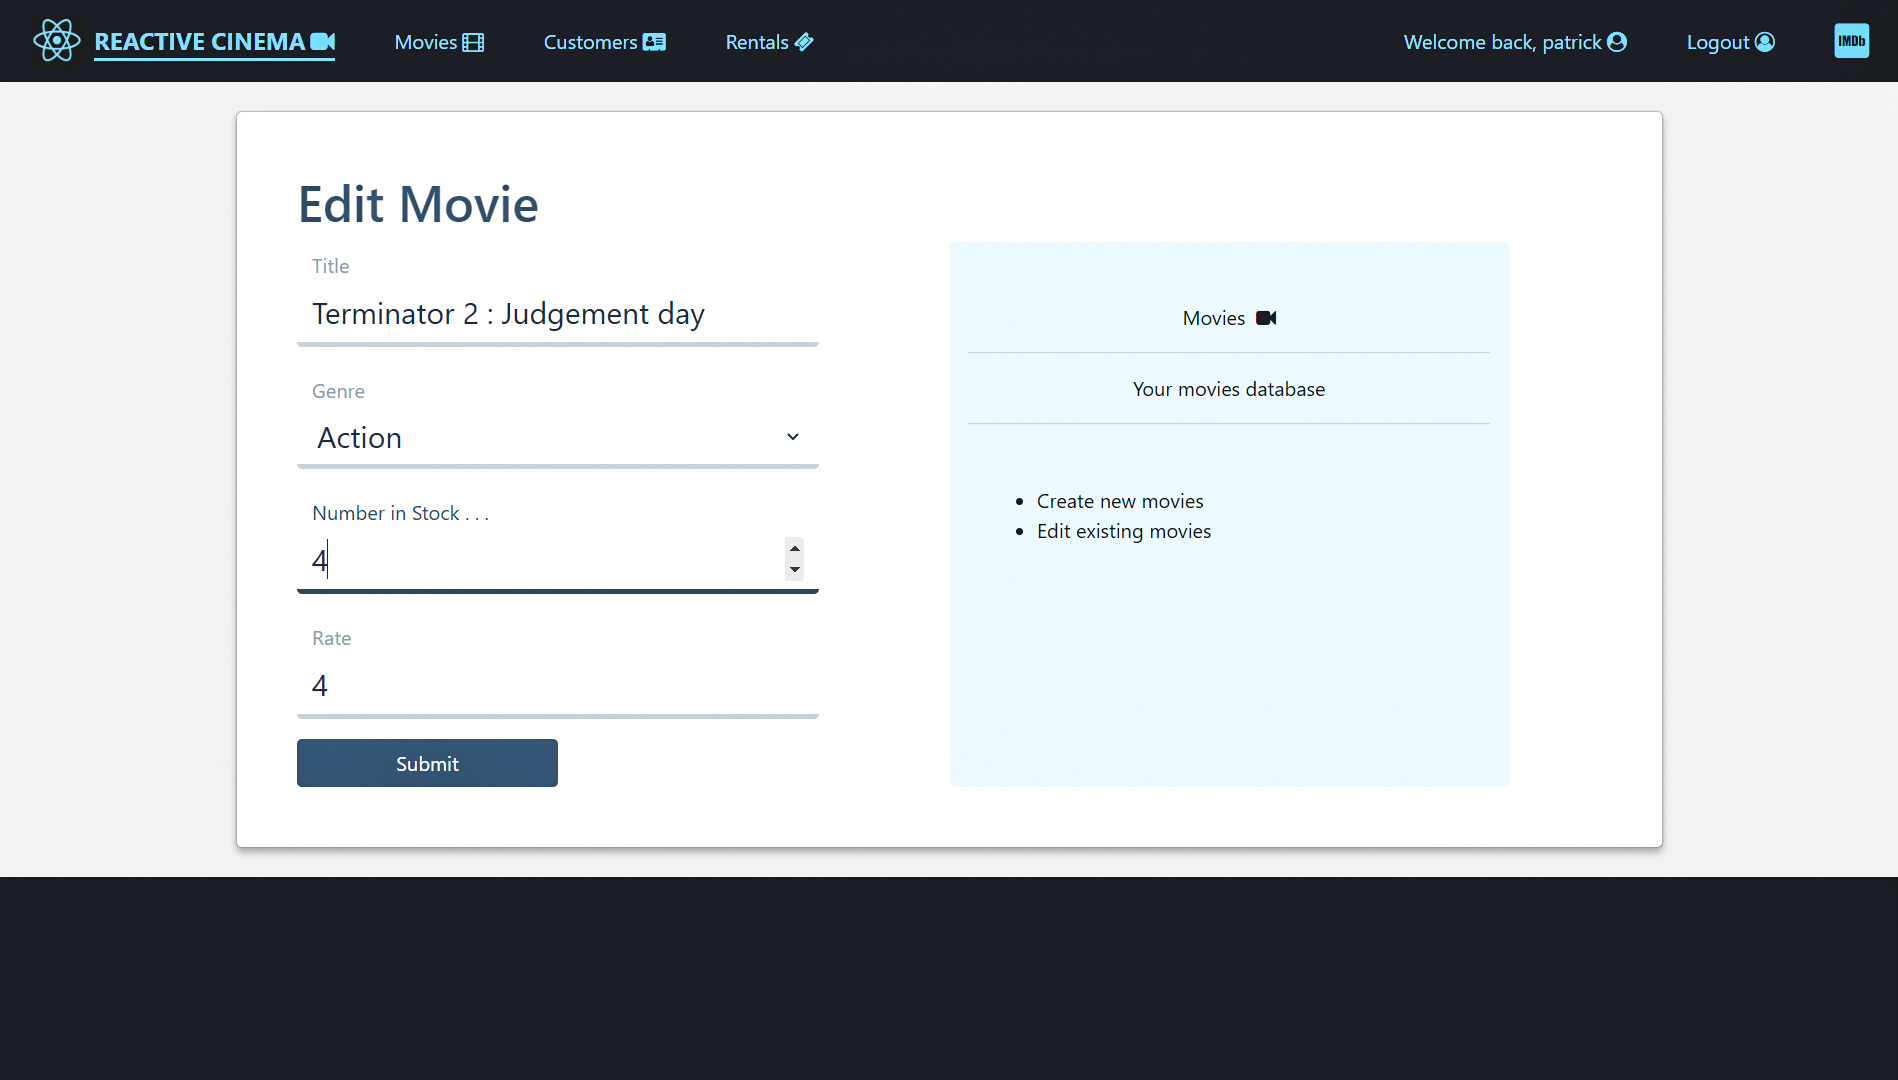 REACTIVE CINEMA Movies Customers Rentals Welcome back, patrick Logout IMDb
Edit Movie
Title
Terminator 2 : Judgement day
Genre
Action
Number in Stock . . .
4
Rate
4
Submit
Movies
Your movies database
Create new movies
Edit existing movies